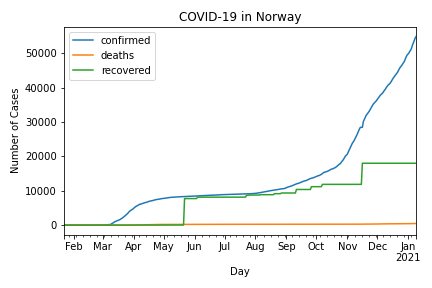 COVID-19 in Norway
confirmed
deaths
recovered
Number of Cases
50000
40000
30000
20000
10000
0
Feb Mar Apr May Jun Jul Aug Sep Oct Nov Dec Jan
2021
Day